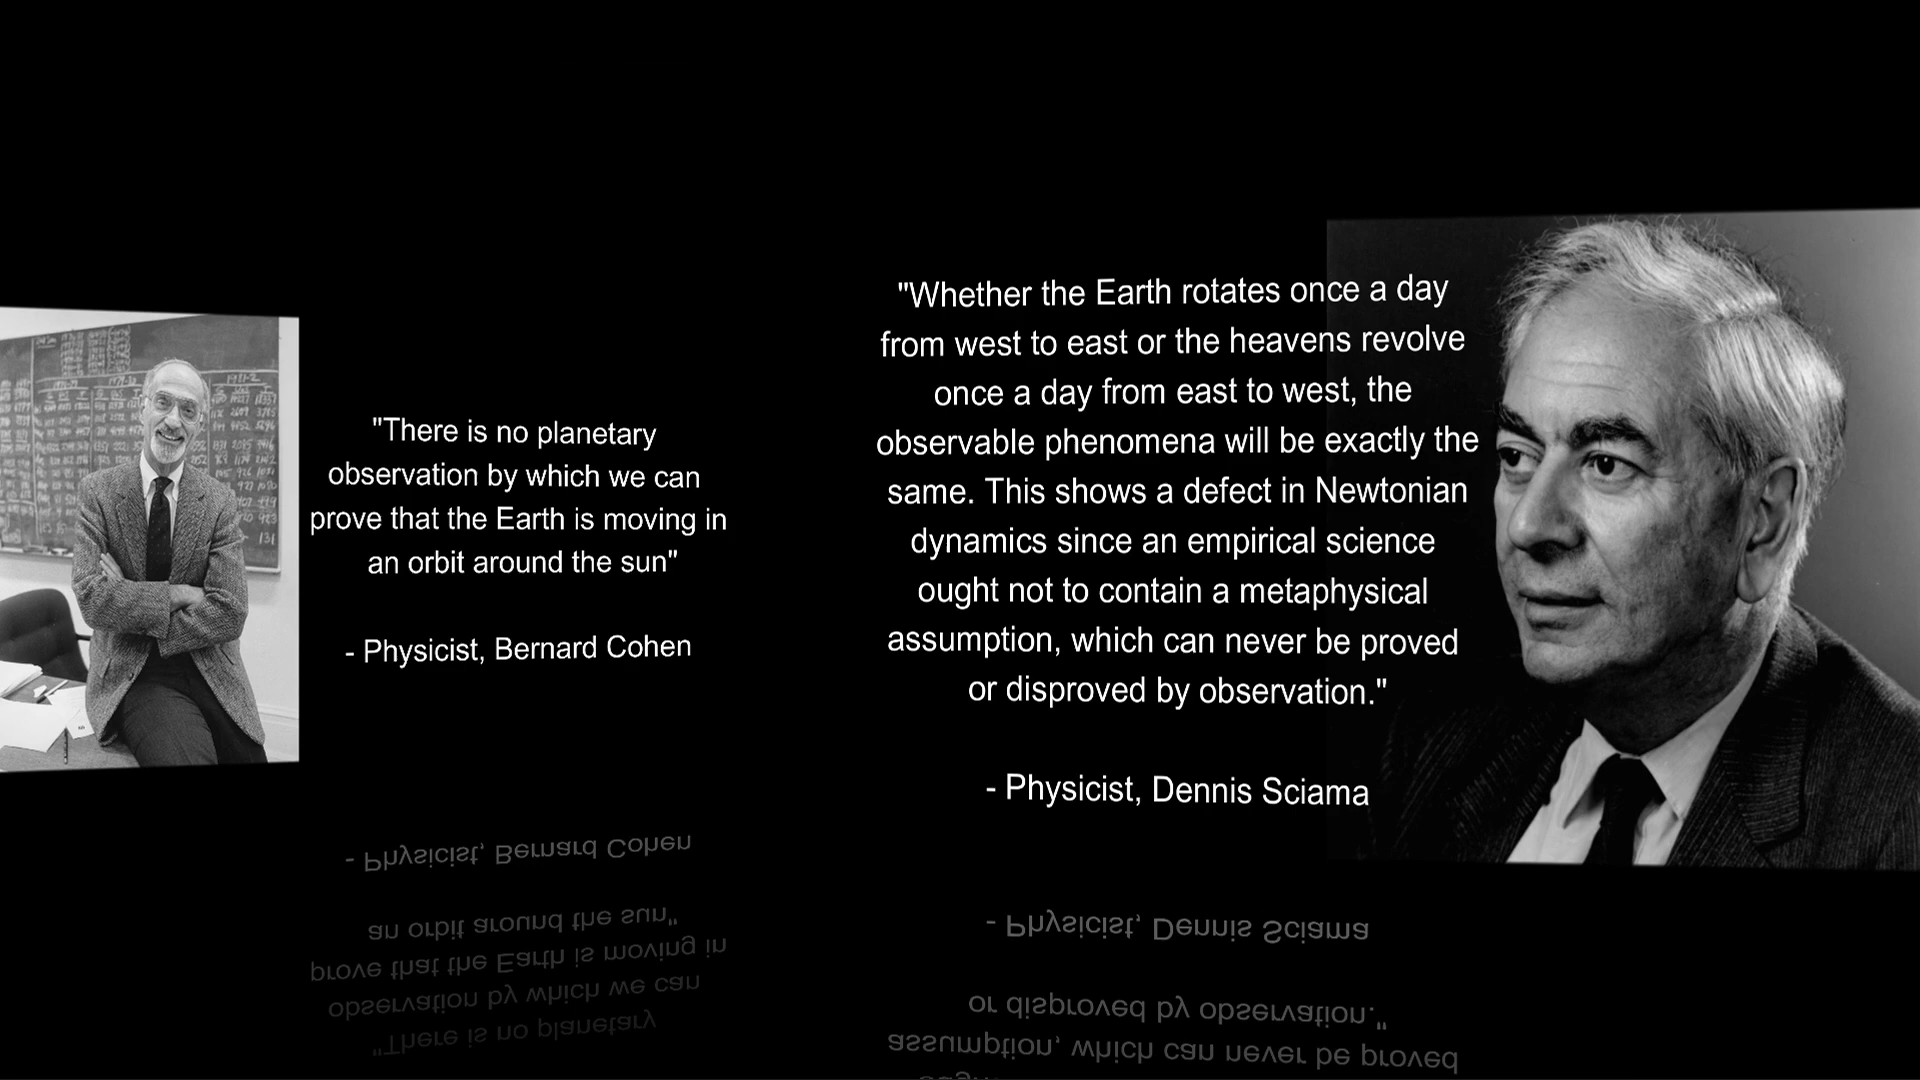 "There is no planetary
observation by which we can
prove that the Earth is moving in
an orbit around the sun"
- Physicist, Bernard Cohen
"Whether the Earth rotates once a day
from west to east or the heavens revolve
once a day from east to west, the
observable phenomena will be exactly the
same. This shows a defect in Newtonian
dynamics since an empirical science
ought not to contain a metaphysical
assumption, which can never be proved
or disproved by observation."
- Physicist, Dennis Sciama